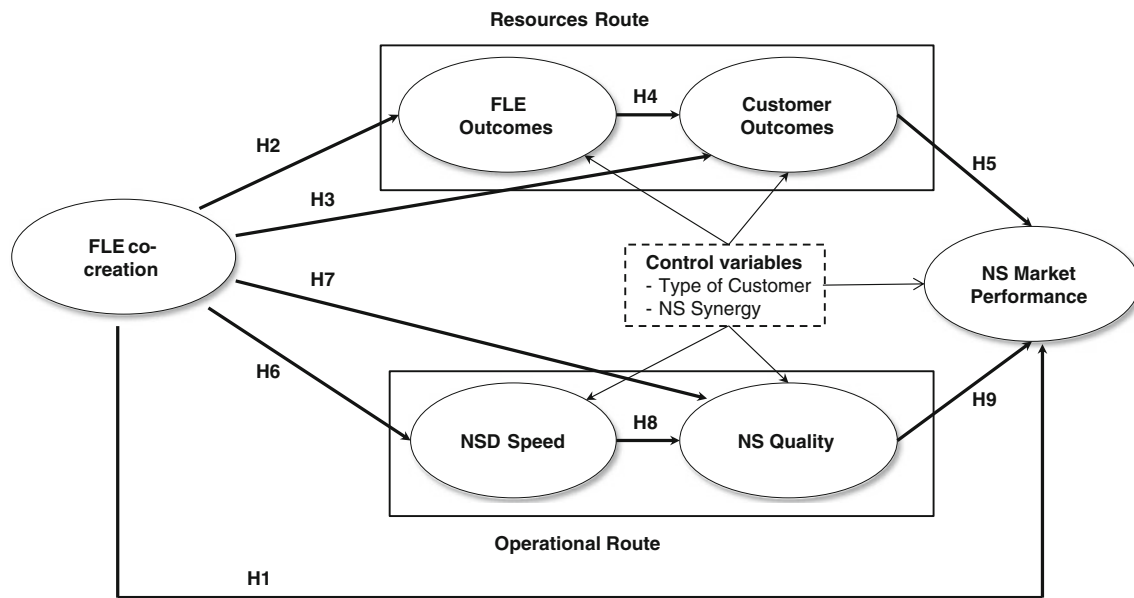 Resources Route
FLE
Outcomes
H4
Customer
Outcomes
H2
H5
H3
FLE co-
creation
Control variables
- Type of Customer
- NS Synergy
NS Market
Performance
H7
H6
NSD Speed
H8
NS Quality
H9
Operational Route
H1